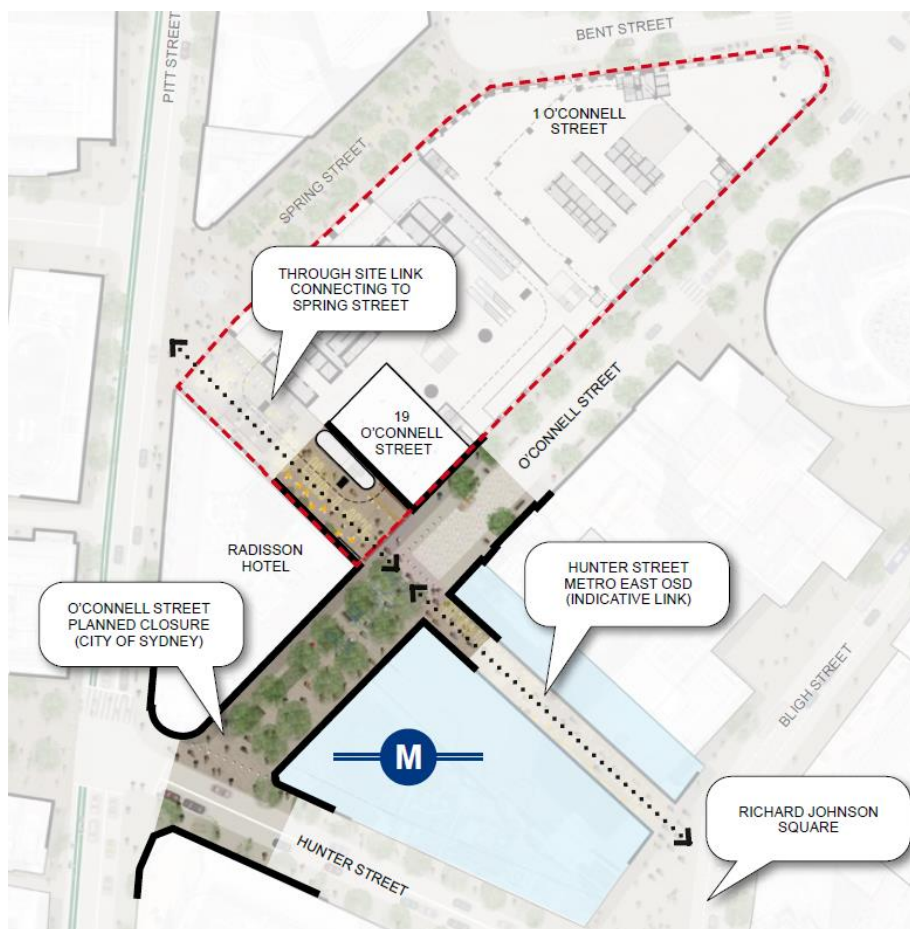 BENT STREET
PITT STREET
1 O'CONNELL
STREET
SPRING STREET
THROUGH SITE LINK
CONNECTING TO
SPRING STREET
19
O'CONNELL
STREET
O'CONNELL STREET
RADISSON
HOTEL
HUNTER STREET
METRO EAST OSD
(INDICATIVE LINK)
O'CONNELL STREET
PLANNED CLOSURE
(CITY OF SYDNEY)
BLIGH STREET
M
RICHARD JOHNSON
SQUARE
HUNTER STREET